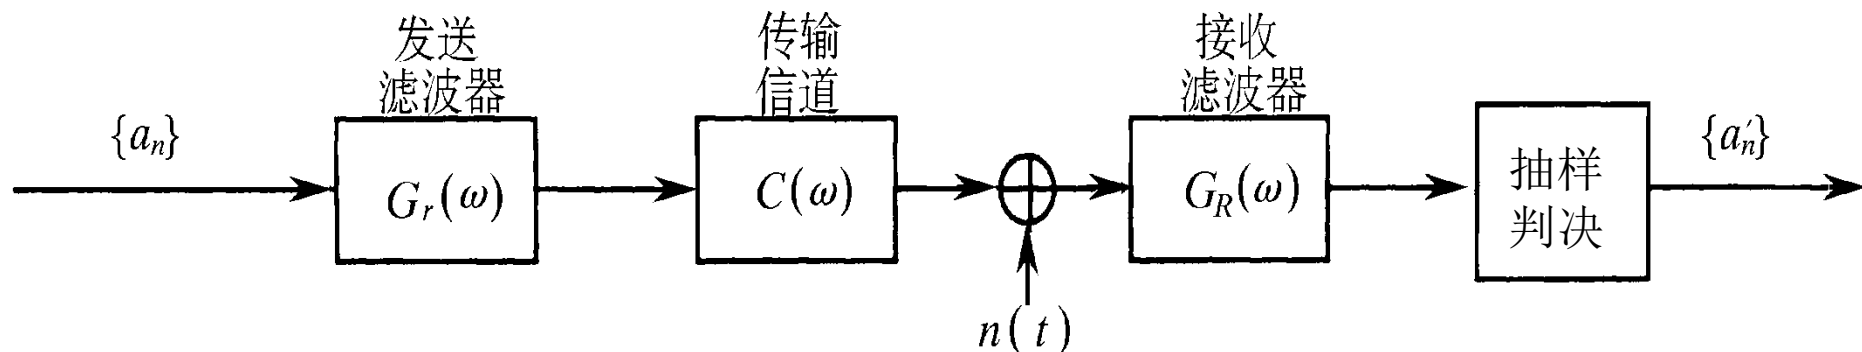 发送
滤波器
传输
信道
接收
滤波器
{aₙ}
Gᵣ(ω)
C(ω)
G_R(ω)
抽样
判决
{a′ₙ}
n(t)